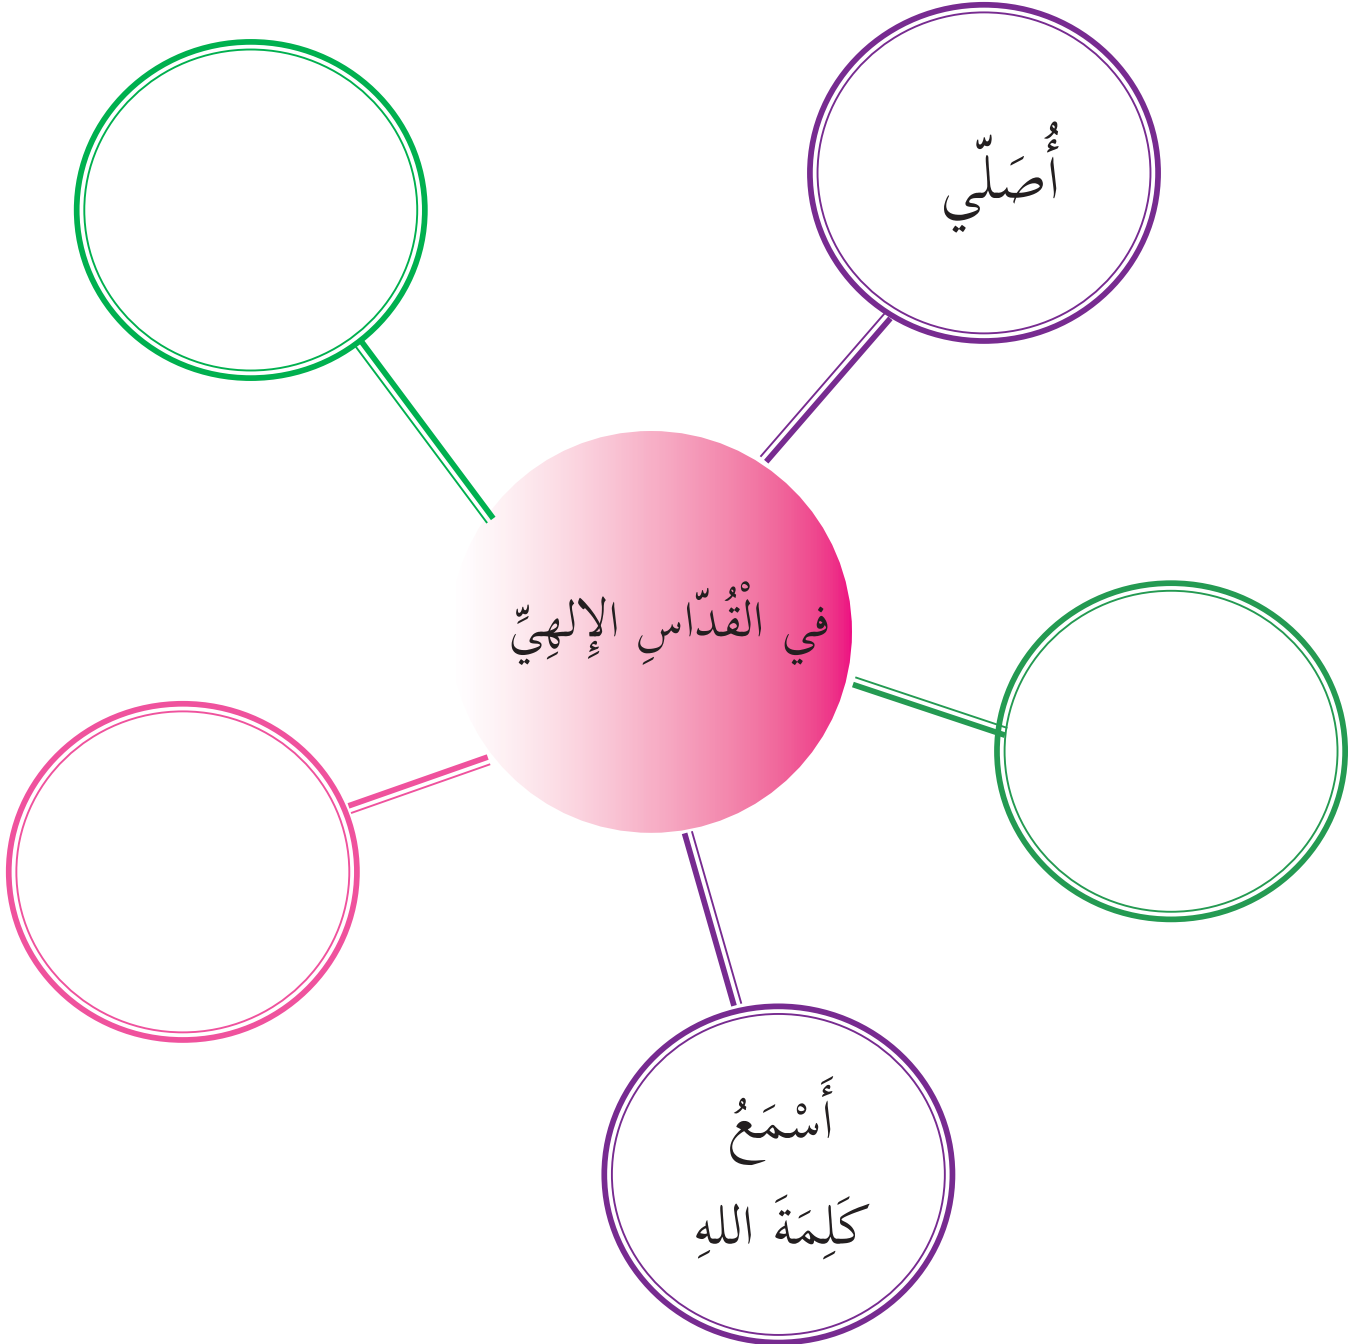 أُصَلّي
في الْقُدّاسِ الإِلهِيِّ
أَسْمَعُ
كَلِمَةَ اللهِ